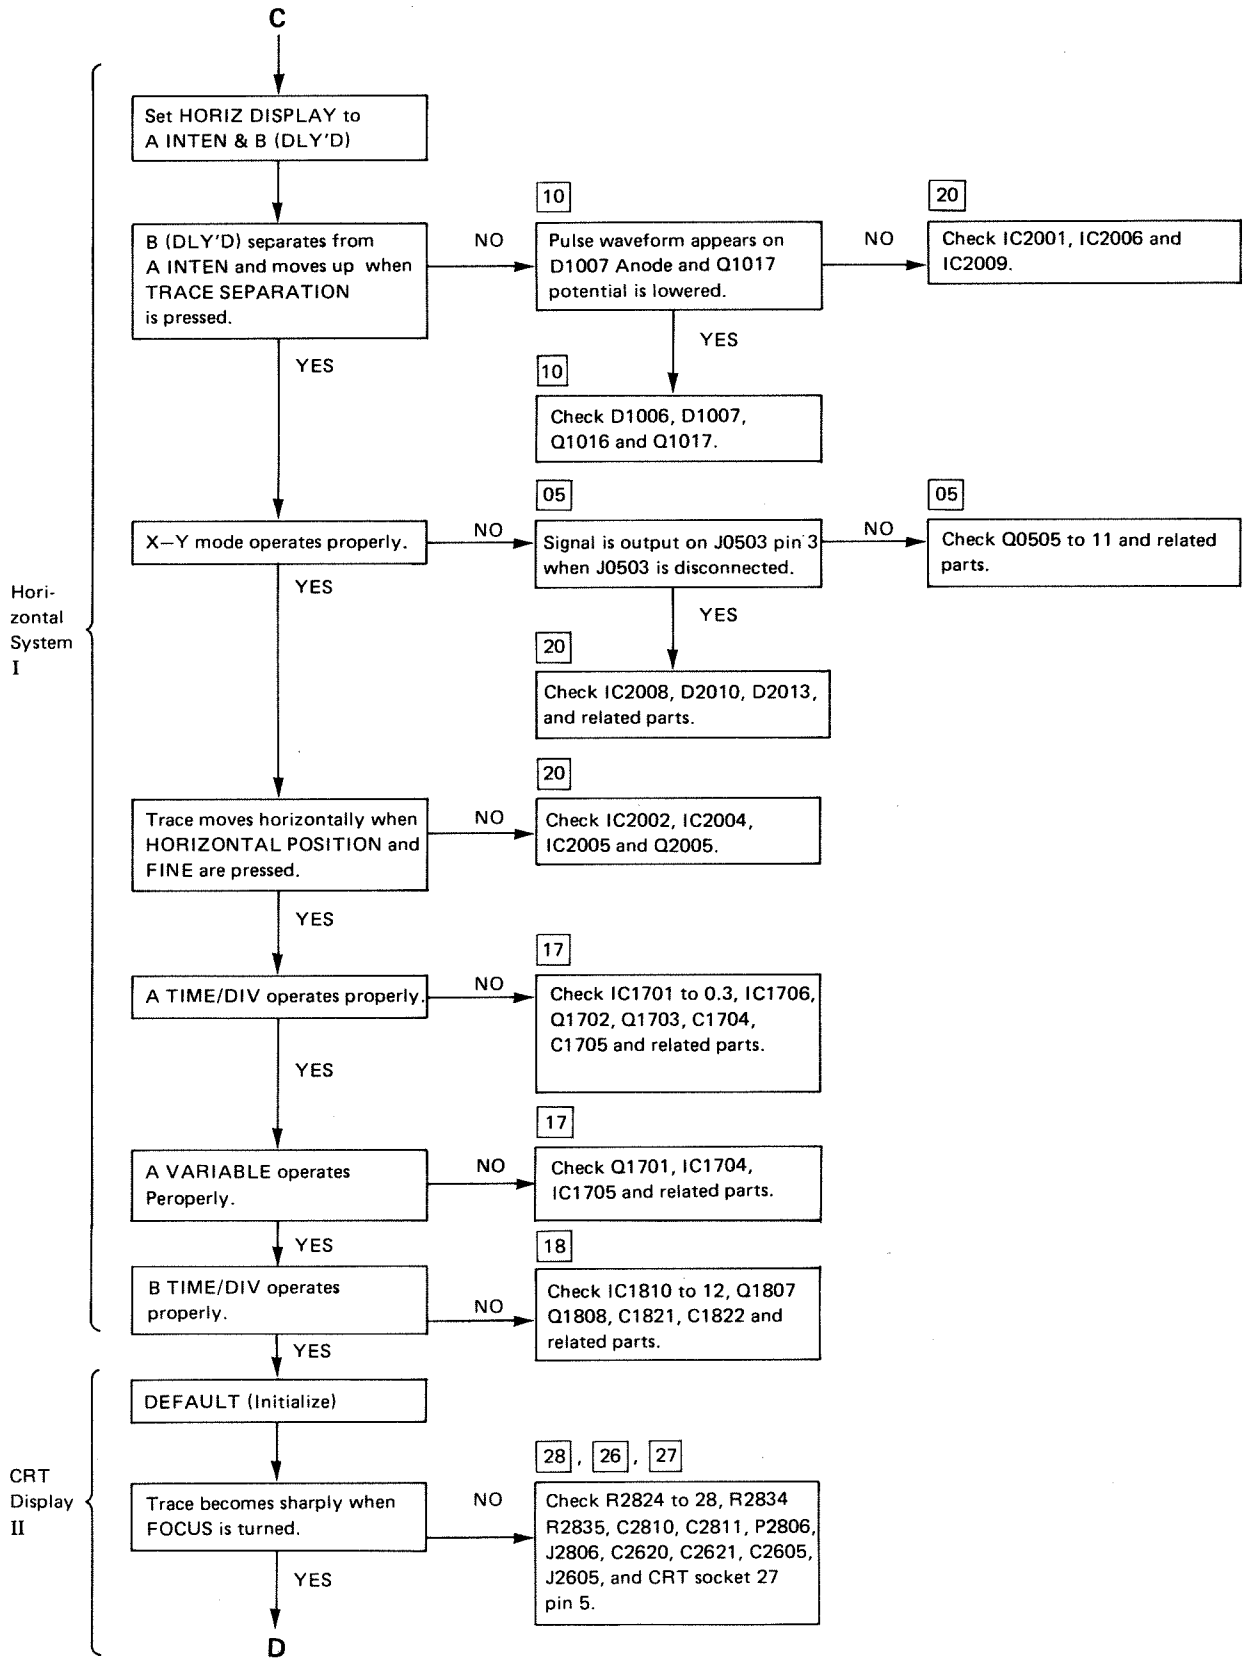 C
Set HORIZ DISPLAY to
A INTEN & B (DLY'D)
B (DLY'D) separates from
A INTEN and moves up when
TRACE SEPARATION
is pressed.
NO
10
Pulse waveform appears on
D1007 Anode and Q1017
potential is lowered.
NO
20
Check IC2001, IC2006 and
IC2009.
YES
YES
10
Check D1006, D1007,
Q1016 and Q1017.
X–Y mode operates properly.
NO
05
Signal is output on J0503 pin 3
when J0503 is disconnected.
NO
05
Check Q0505 to 11 and related
parts.
YES
YES
Hori-
zontal
System
I
20
Check IC2008, D2010, D2013,
and related parts.
Trace moves horizontally when
HORIZONTAL POSITION and
FINE are pressed.
NO
20
Check IC2002, IC2004,
IC2005 and Q2005.
YES
A TIME/DIV operates properly.
NO
17
Check IC1701 to 0.3, IC1706,
Q1702, Q1703, C1704,
C1705 and related parts.
YES
A VARIABLE operates
Peroperly.
NO
17
Check Q1701, IC1704,
IC1705 and related parts.
YES
B TIME/DIV operates
properly.
NO
18
Check IC1810 to 12, Q1807
Q1808, C1821, C1822 and
related parts.
YES
DEFAULT (Initialize)
CRT
Display
II
Trace becomes sharply when
FOCUS is turned.
NO
28, 26, 27
Check R2824 to 28, R2834
R2835, C2810, C2811, P2806,
J2806, C2620, C2621, C2605,
J2605, and CRT socket 27
pin 5.
YES
D